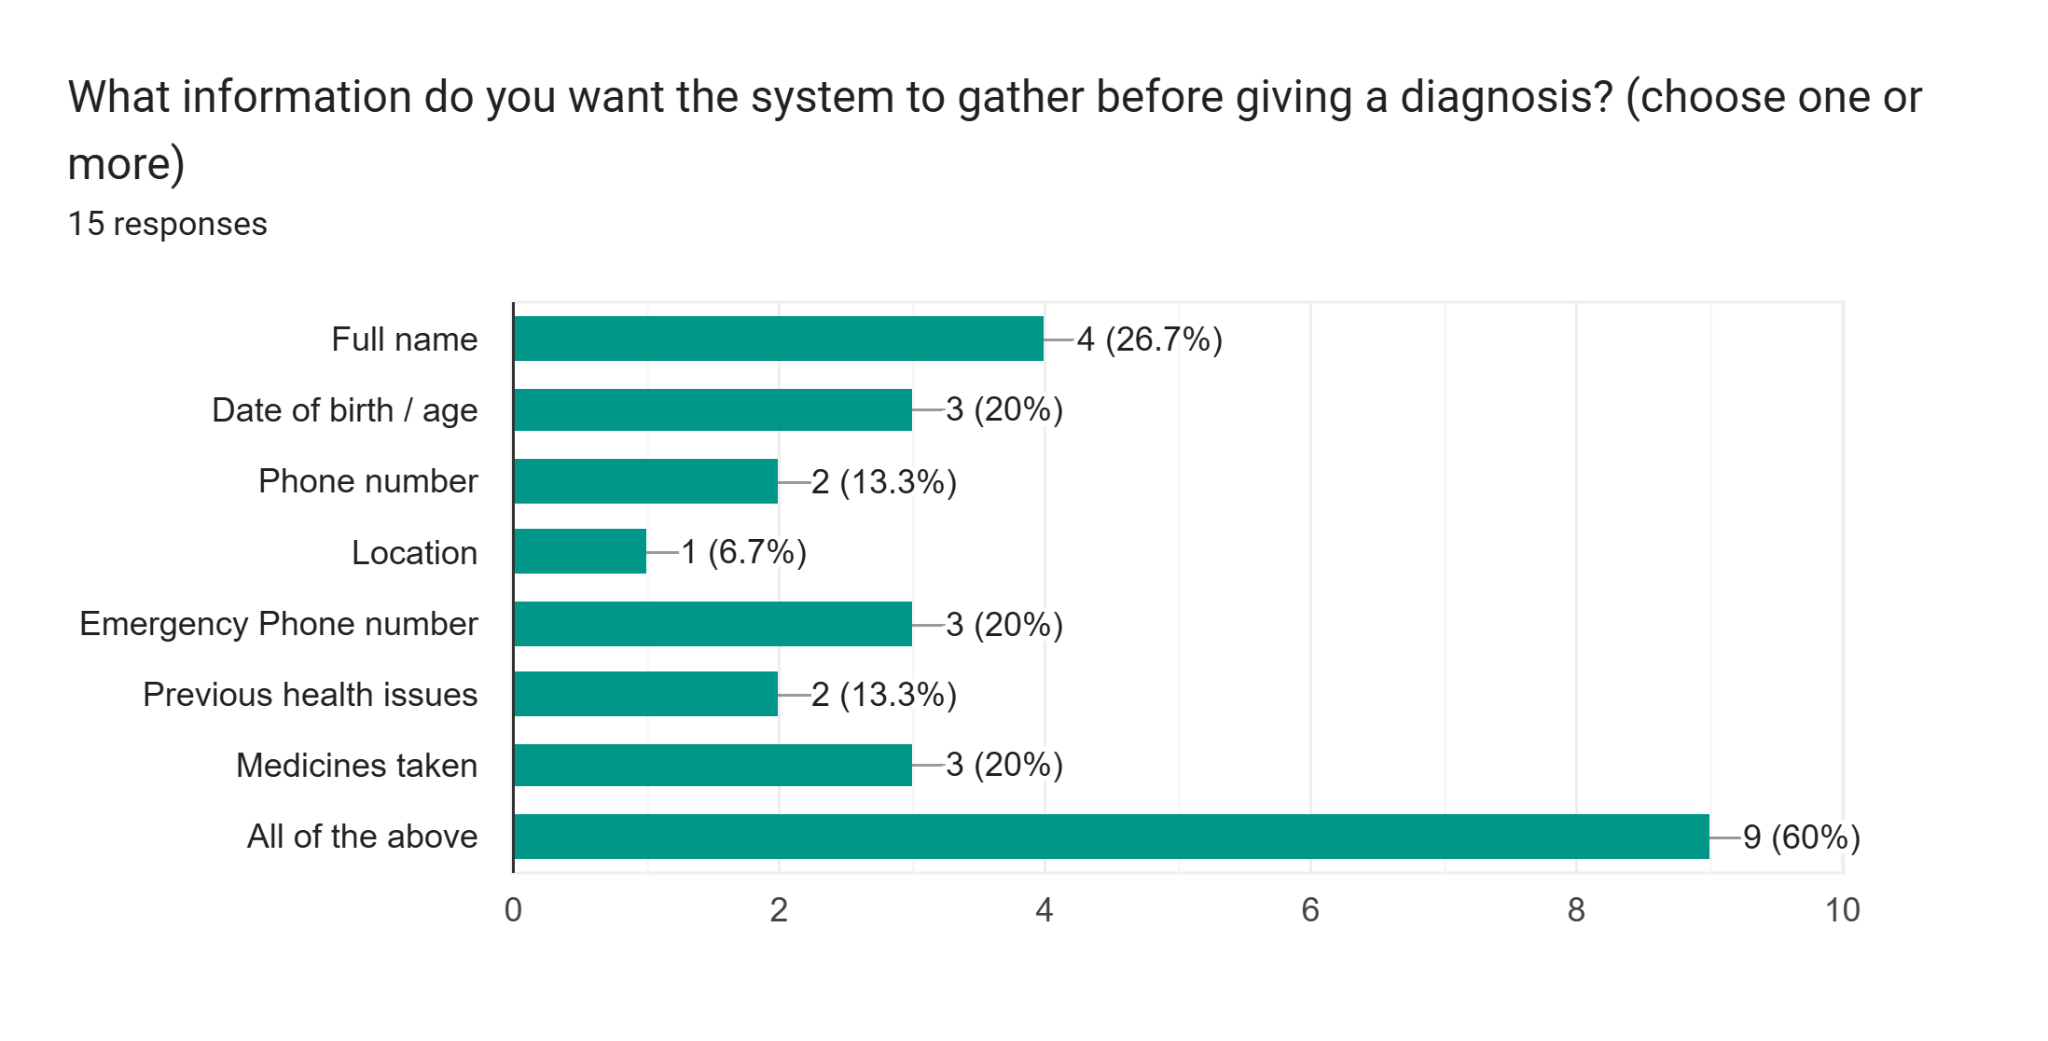 What information do you want the system to gather before giving a diagnosis? (choose one or
more)
15 responses
Full name
4 (26.7%)
Date of birth / age
3 (20%)
Phone number
2 (13.3%)
Location
1 (6.7%)
Emergency Phone number
3 (20%)
Previous health issues
2 (13.3%)
Medicines taken
3 (20%)
All of the above
9 (60%)
0 2 4 6 8 10